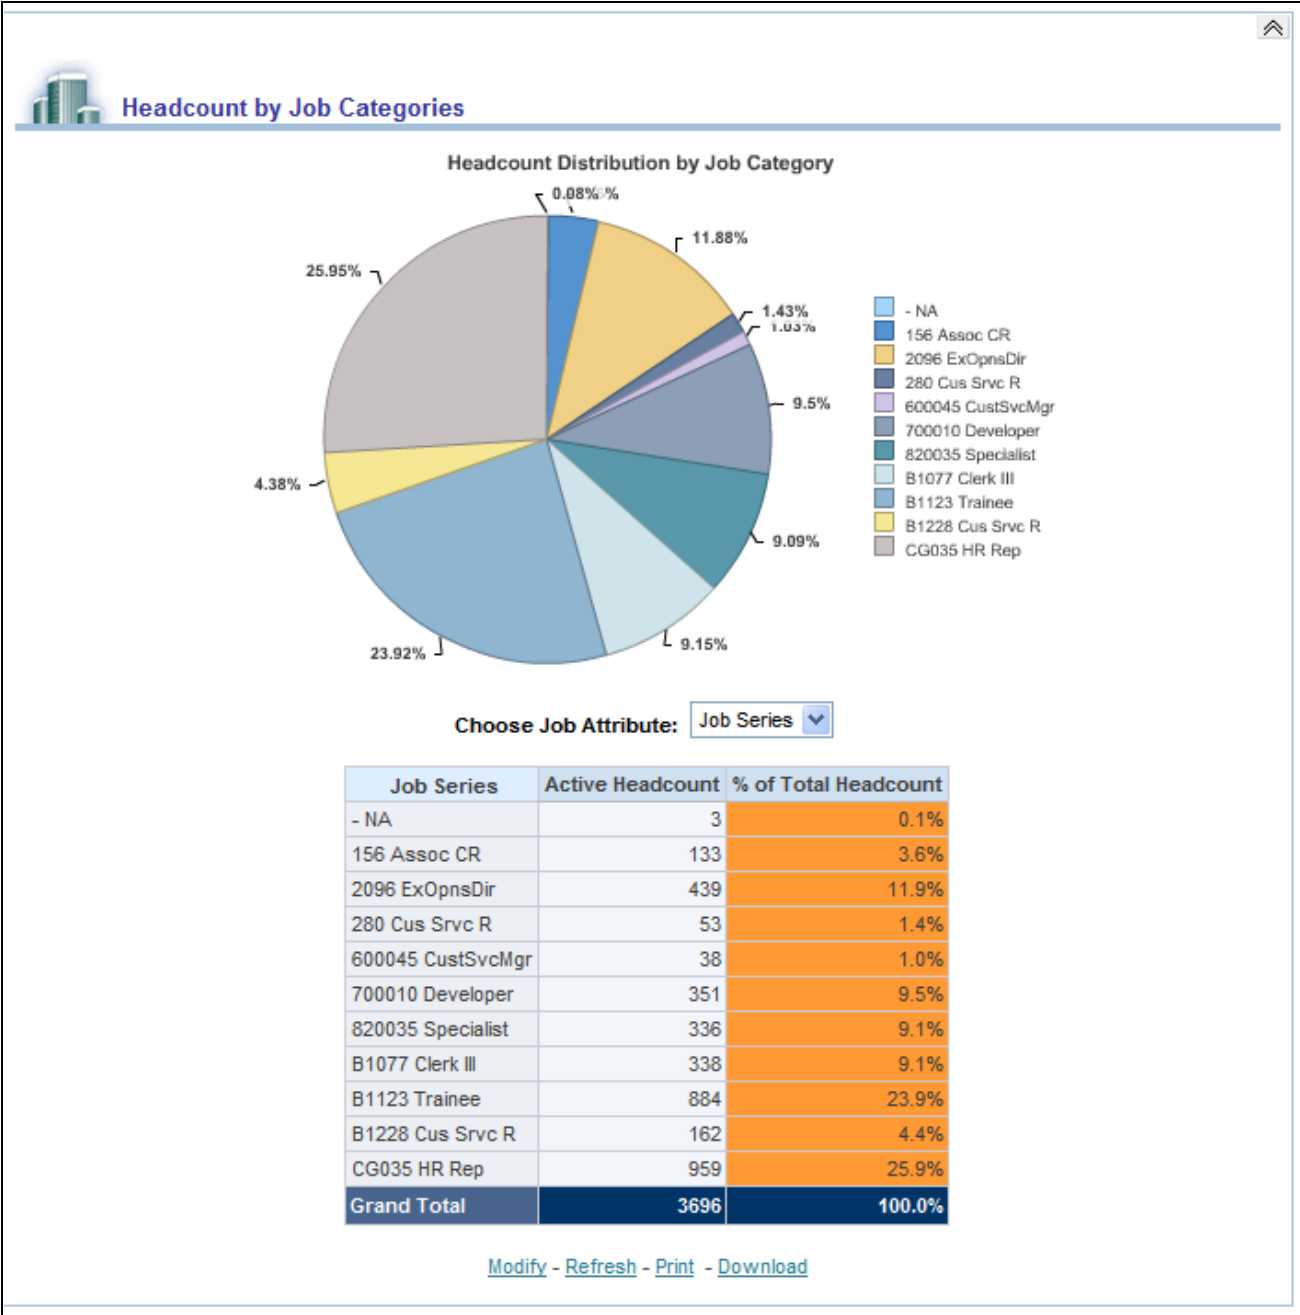 Headcount by Job Categories
Headcount Distribution by Job Category
0.08%
11.88%
25.95%
1.43%
1.03%
9.5%
4.38%
9.09%
9.15%
23.92%
- NA
156 Assoc CR
2096 ExOpnsDir
280 Cus Srvc R
600045 CustSvcMgr
700010 Developer
820035 Specialist
B1077 Clerk III
B1123 Trainee
B1228 Cus Srvc R
CG035 HR Rep
Choose Job Attribute: Job Series
Job Series Active Headcount % of Total Headcount
- NA 3 0.1%
156 Assoc CR 133 3.6%
2096 ExOpnsDir 439 11.9%
280 Cus Srvc R 53 1.4%
600045 CustSvcMgr 38 1.0%
700010 Developer 351 9.5%
820035 Specialist 336 9.1%
B1077 Clerk III 338 9.1%
B1123 Trainee 884 23.9%
B1228 Cus Srvc R 162 4.4%
CG035 HR Rep 959 25.9%
Grand Total 3696 100.0%
Modify - Refresh - Print - Download